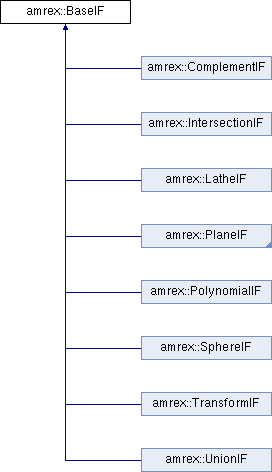 amrex::BaseIF
amrex::ComplementIF
amrex::IntersectionIF
amrex::LatheIF
amrex::PlaneIF
amrex::PolynomialIF
amrex::SphereIF
amrex::TransformIF
amrex::UnionIF